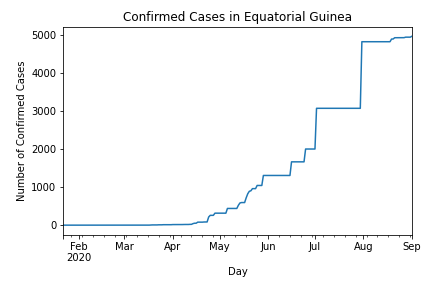 Confirmed Cases in Equatorial Guinea
Number of Confirmed Cases
5000
4000
3000
2000
1000
0
Feb Mar Apr May Jun Jul Aug Sep
2020
Day